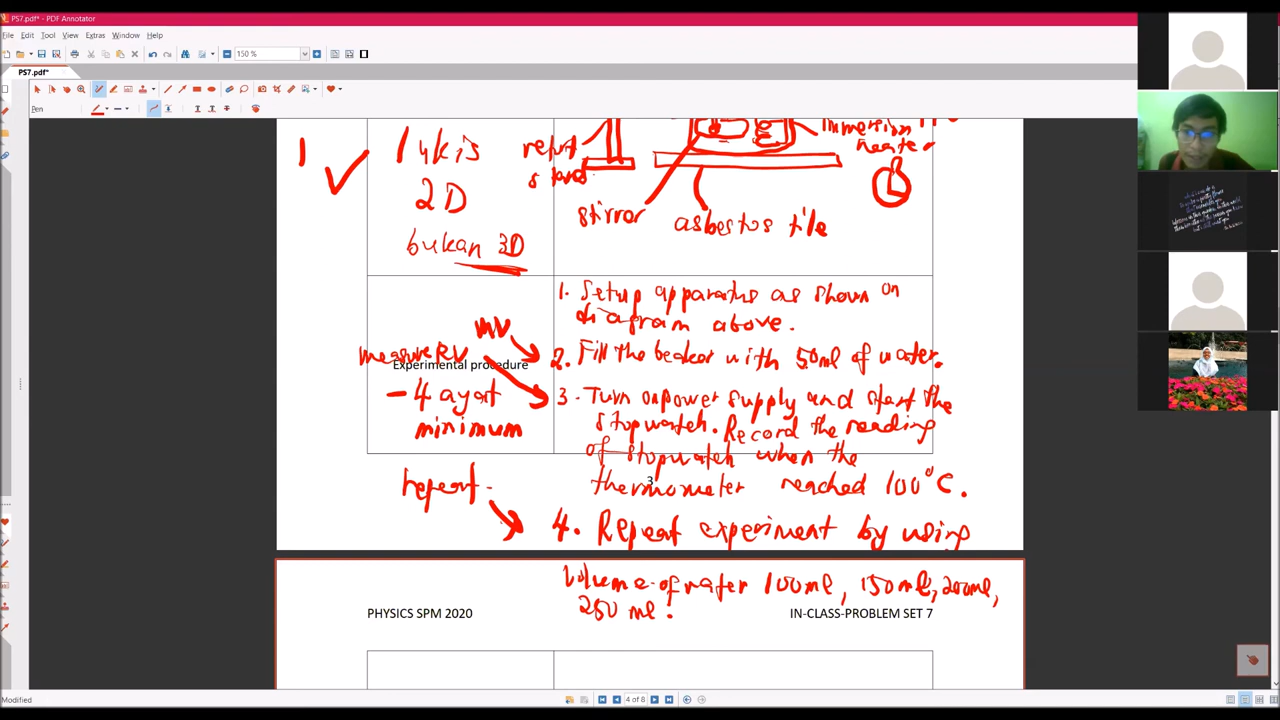 PS7.pdf* - PDF Annotator
File Edit Tool View Extras Window Help
150 %
PS7.pdf*
Pen
1
lukis
2D
bukan 3D
retort
stand
immersion
heater
stirror
asbestos tile
MV
measure RV
Experimental procedure
- 4 ayat
minimum
repeat -
1. Setup apparatus as shown on
diagram above.
2. Fill the beaker with 50ml of water.
3. Turn on power supply and start the
stopwatch. Record the reading
of stopwatch when the
thermometer reached 100°C.
3
4. Repeat experiment by using
volume of water 100ml, 150ml, 200ml,
250 ml.
PHYSICS SPM 2020
IN-CLASS-PROBLEM SET 7
Modified
4 of 8